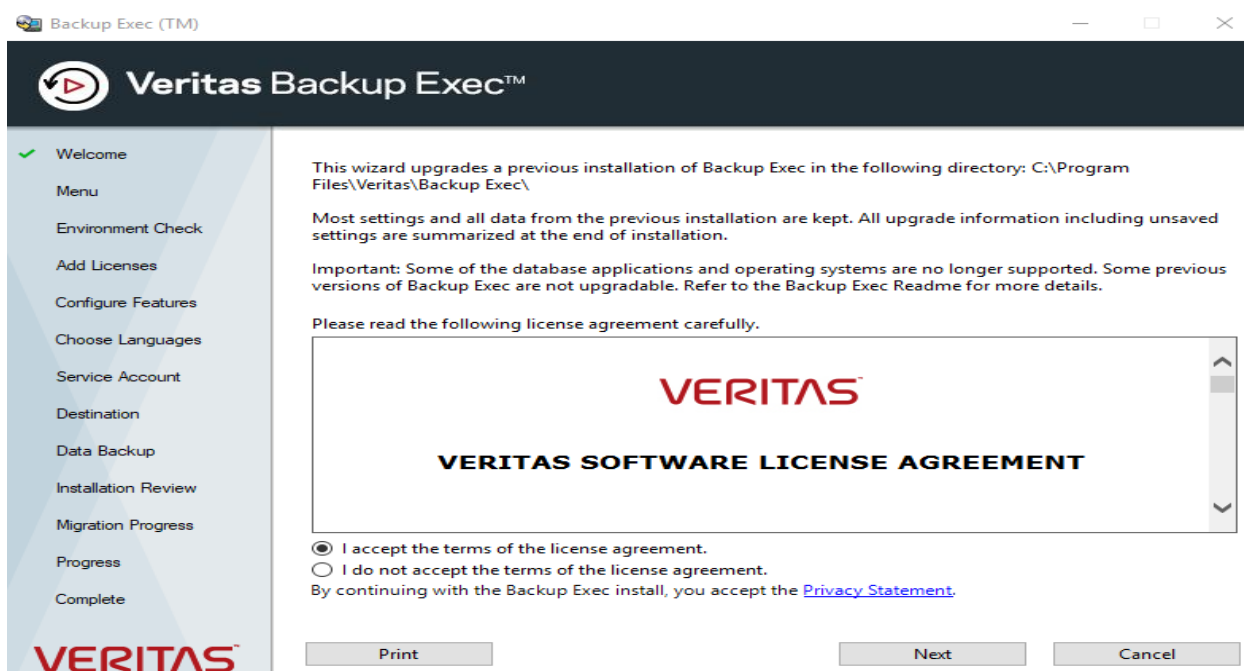 Backup Exec (TM)
Veritas Backup Exec™
Welcome
Menu
Environment Check
Add Licenses
Configure Features
Choose Languages
Service Account
Destination
Data Backup
Installation Review
Migration Progress
Progress
Complete
VERITAS™
This wizard upgrades a previous installation of Backup Exec in the following directory: C:\Program
Files\Veritas\Backup Exec\
Most settings and all data from the previous installation are kept. All upgrade information including unsaved
settings are summarized at the end of installation.
Important: Some of the database applications and operating systems are no longer supported. Some previous
versions of Backup Exec are not upgradable. Refer to the Backup Exec Readme for more details.
Please read the following license agreement carefully.
VERITAS™
VERITAS SOFTWARE LICENSE AGREEMENT
I accept the terms of the license agreement.
I do not accept the terms of the license agreement.
By continuing with the Backup Exec install, you accept the Privacy Statement.
Print
Next
Cancel